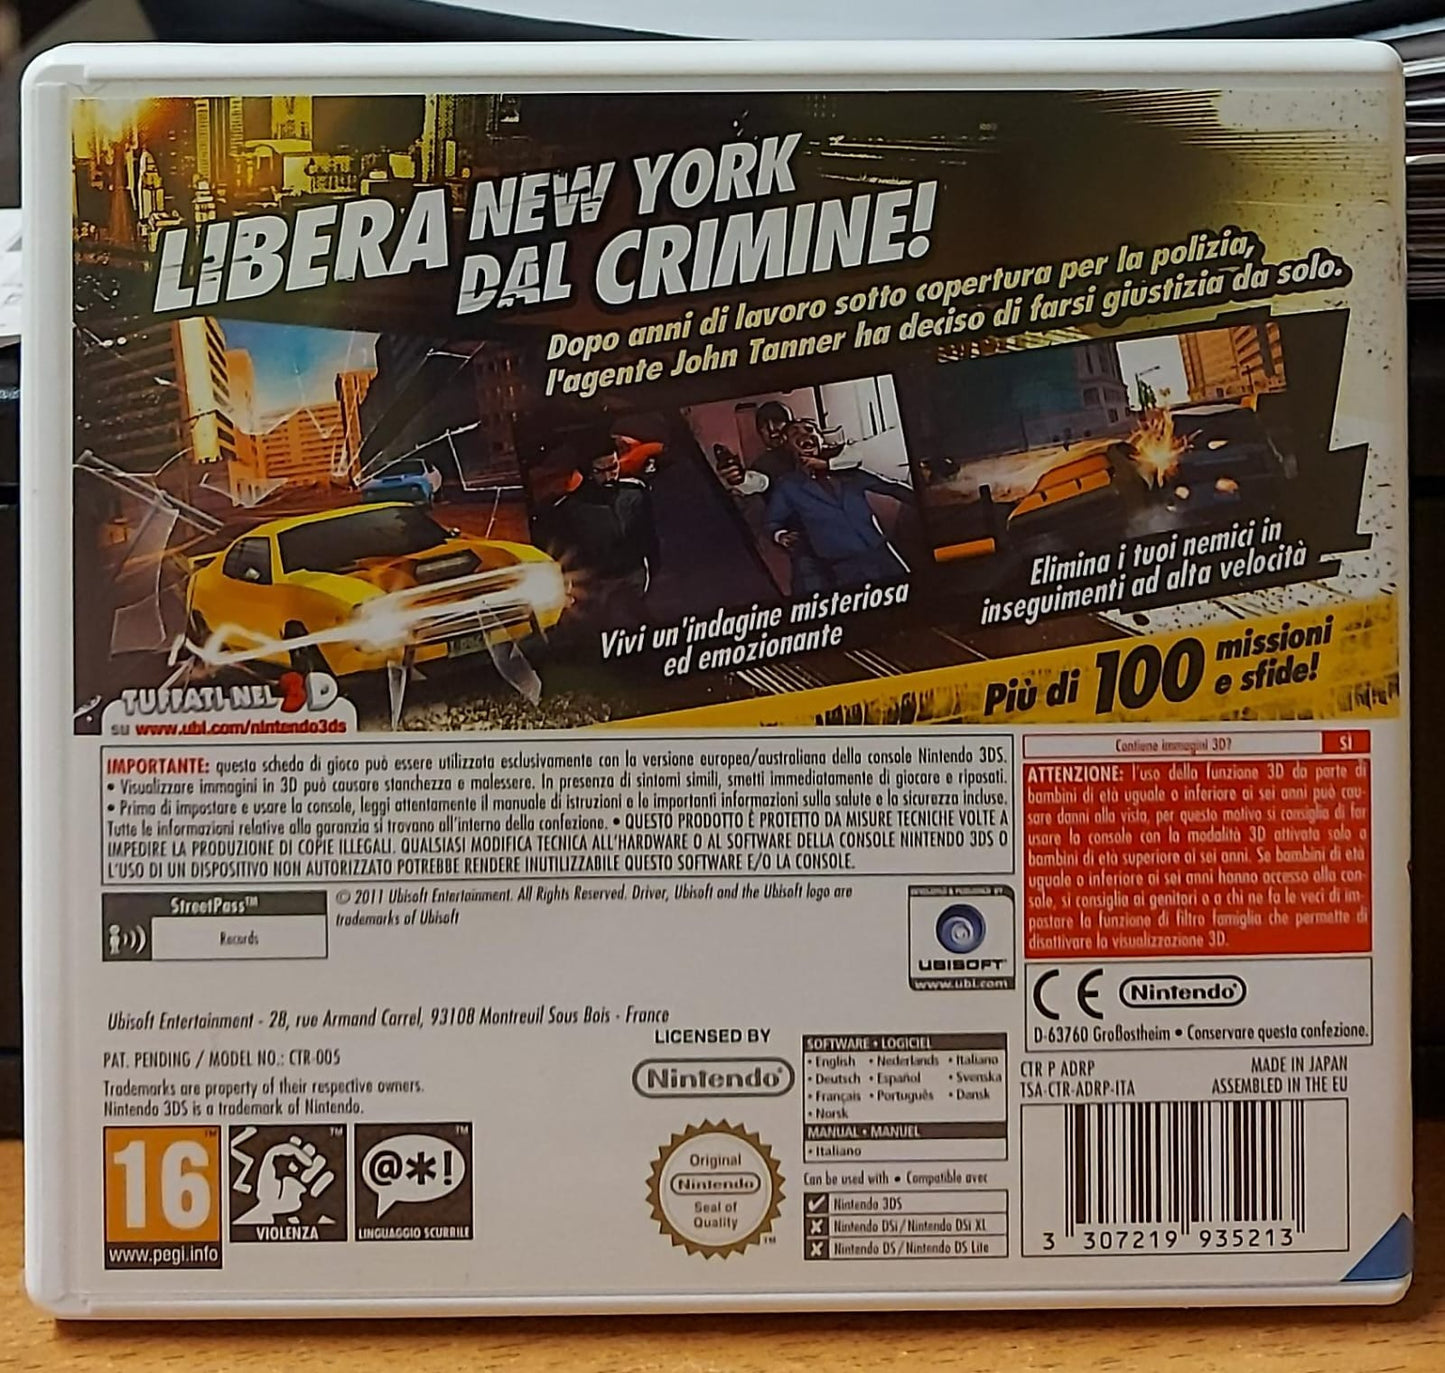 LIBERA NEW YORK
DAL CRIMINE!
Dopo anni di lavoro sotto copertura per la polizia,
l'agente John Tanner ha deciso di farsi giustizia da solo.
Vivi un'indagine misteriosa
ed emozionante
Elimina i tuoi nemici in
inseguimenti ad alta velocità
Più di 100 missioni
e sfide!
TUFFATI NEL 3D
su www.ubi.com/nintendo3ds
IMPORTANTE: questa scheda di gioco può essere utilizzata esclusivamente con la versione europea/australiana della console Nintendo 3DS.
• Visualizzare immagini in 3D può causare stanchezza e malessere. In presenza di sintomi simili, smetti immediatamente di giocare e riposati.
• Prima di impostare e usare la console, leggi attentamente il manuale di istruzioni e le importanti informazioni sulla salute e la sicurezza incluse.
Tutte le informazioni relative alla garanzia si trovano all'interno della confezione. • QUESTO PRODOTTO È PROTETTO DA MISURE TECNICHE VOLTE A
IMPEDIRE LA PRODUZIONE DI COPIE ILLEGALI. QUALSIASI MODIFICA TECNICA ALL'HARDWARE O AL SOFTWARE DELLA CONSOLE NINTENDO 3DS O
L'USO DI UN DISPOSITIVO NON AUTORIZZATO POTREBBE RENDERE INUTILIZZABILE QUESTO SOFTWARE E/O LA CONSOLE.
Contiene immagini 3D? SÌ
ATTENZIONE: l'uso della funzione 3D da parte di
bambini di età uguale o inferiore ai sei anni può cau-
sare danni alla vista, per questo motivo si consiglia di far
usare la console con la modalità 3D attivata solo a
bambini di età superiore ai sei anni. Se bambini di età
uguale o inferiore ai sei anni hanno accesso alla con-
sole, si consiglia ai genitori o a chi ne fa le veci di im-
postare la funzione di filtro famiglia che permette di
disattivare la visualizzazione 3D.
StreetPass™
Records
© 2011 Ubisoft Entertainment. All Rights Reserved. Driver, Ubisoft and the Ubisoft logo are
trademarks of Ubisoft
DEVELOPED & PUBLISHED BY
UBISOFT
www.ubi.com
CE Nintendo
D-63760 Großostheim • Conservare questa confezione.
Ubisoft Entertainment - 28, rue Armand Carrel, 93108 Montreuil Sous Bois - France
PAT. PENDING / MODEL NO.: CTR-005
Trademarks are property of their respective owners.
Nintendo 3DS is a trademark of Nintendo.
LICENSED BY
Nintendo
SOFTWARE • LOGICIEL
• English • Nederlands • Italiano
• Deutsch • Español • Svenska
• Français • Português • Dansk
• Norsk
MANUAL • MANUEL
• Italiano
Can be used with • Compatible avec
Nintendo 3DS
Nintendo DSi/Nintendo DSi XL
Nintendo DS/Nintendo DS Lite
CTR P ADRP
TSA-CTR-ADRP-ITA
MADE IN JAPAN
ASSEMBLED IN THE EU
3 307219 935213
16
www.pegi.info
VIOLENZA
@*!
LINGUAGGIO SCURRILE
Original
Nintendo
Seal of
Quality